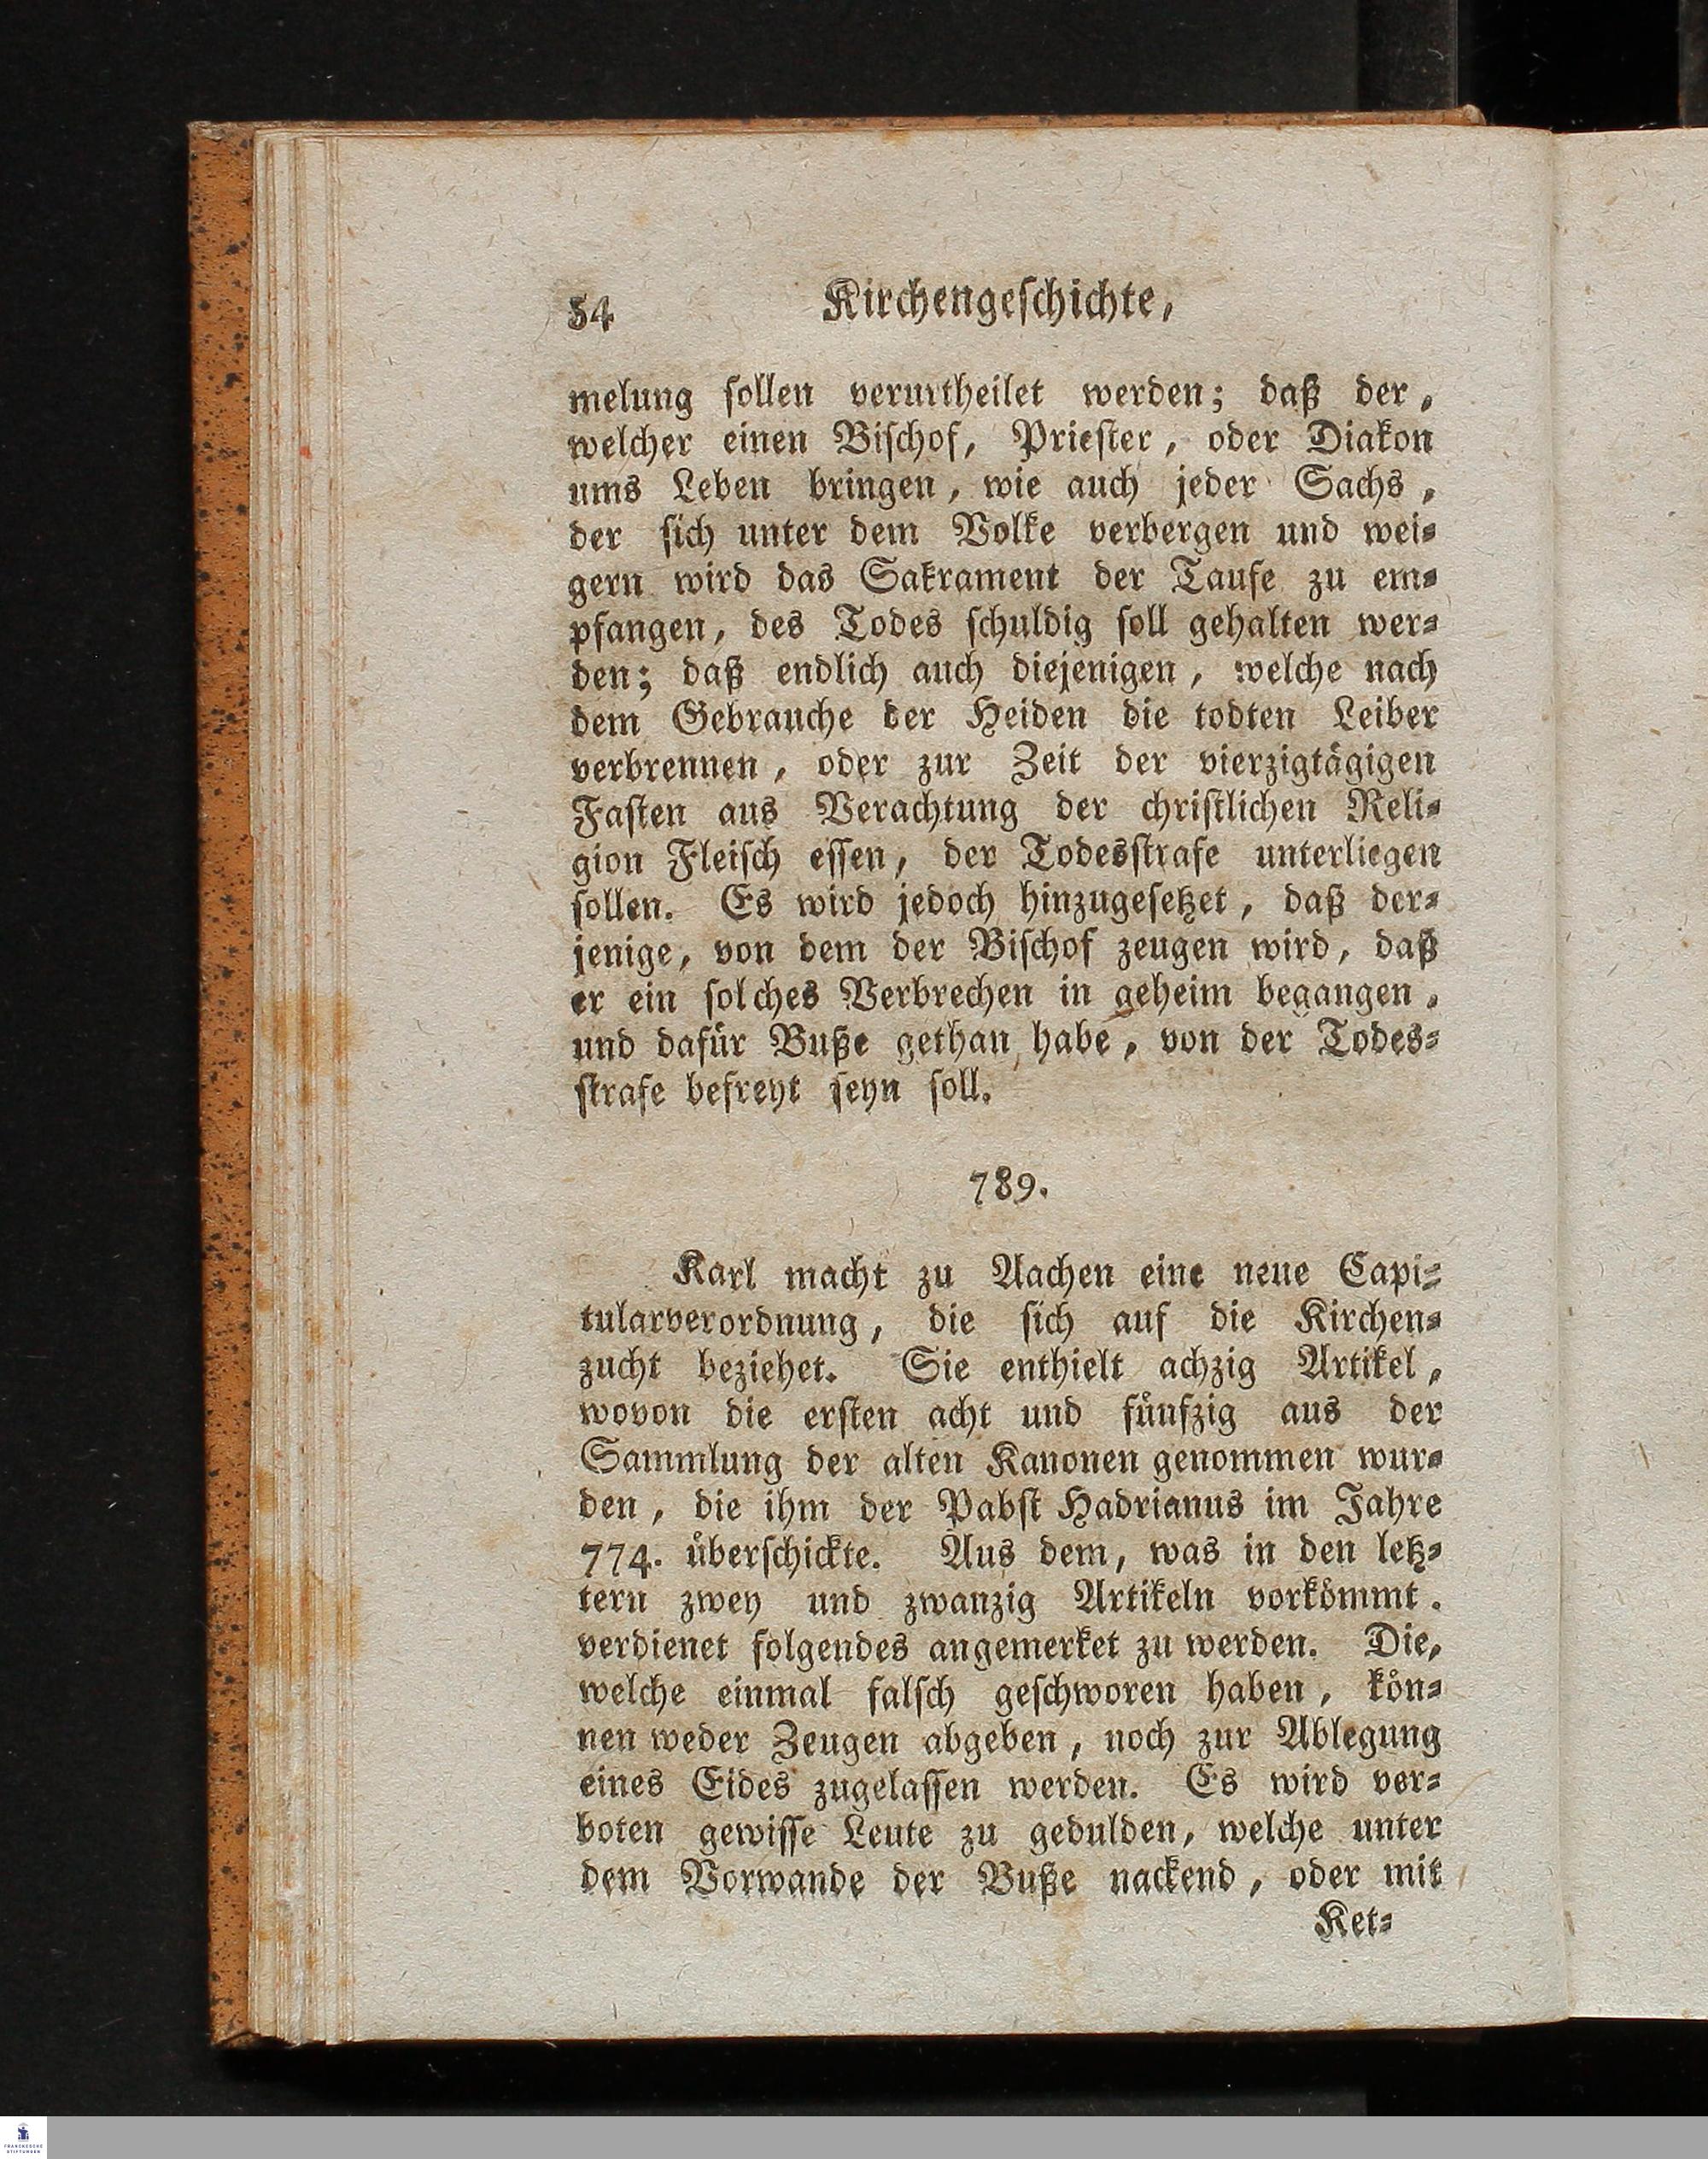 54 Kirchengeschichte,
melung sollen verurtheilet werden; daß der,
welcher einen Bischof, Priester, oder Diakon
ums Leben bringen, wie auch jeder Sachs,
der sich unter dem Volke verbergen und wei⸗
gern wird das Sakrament der Taufe zu em⸗
pfangen, des Todes schuldig soll gehalten wer⸗
den; daß endlich auch diejenigen, welche nach
dem Gebrauche der Heiden die todten Leiber
verbrennen, oder zur Zeit der vierzigtägigen
Fasten aus Verachtung der christlichen Reli⸗
gion Fleisch essen, der Todesstrafe unterliegen
sollen. Es wird jedoch hinzugesetzet, daß der⸗
jenige, von dem der Bischof zeugen wird, daß
er ein solches Verbrechen in geheim begangen,
und dafür Buße gethan habe, von der Todes⸗
strafe befreyt seyn soll.
789.
Karl macht zu Aachen eine neue Capi⸗
tularverordnung, die sich auf die Kirchen⸗
zucht beziehet. Sie enthielt achzig Artikel,
wovon die ersten acht und fünfzig aus der
Sammlung der alten Kanonen genommen wur⸗
den, die ihm der Pabst Hadrianus im Jahre
774. überschickte. Aus dem, was in den letz⸗
tern zwey und zwanzig Artikeln vorkömmt.
verdienet folgendes angemerket zu werden. Die,
welche einmal falsch geschworen haben, kön⸗
nen weder Zeugen abgeben, noch zur Ablegung
eines Eides zugelassen werden. Es wird ver⸗
boten gewisse Leute zu gedulden, welche unter
dem Vorwande der Buße nackend, oder mit
Ket⸗
FRANCKESCHE
STIFTUNGEN